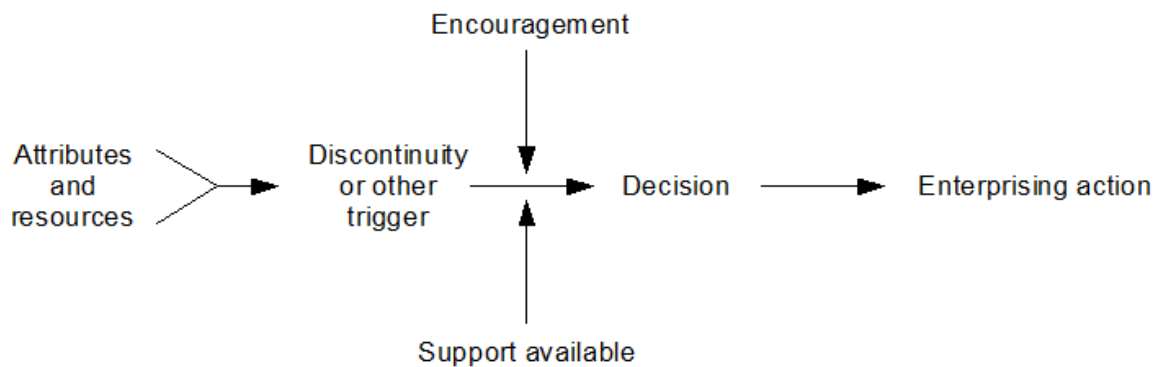 Encouragement
Attributes
and
resources
Discontinuity
or other
trigger
Decision
Enterprising action
Support available